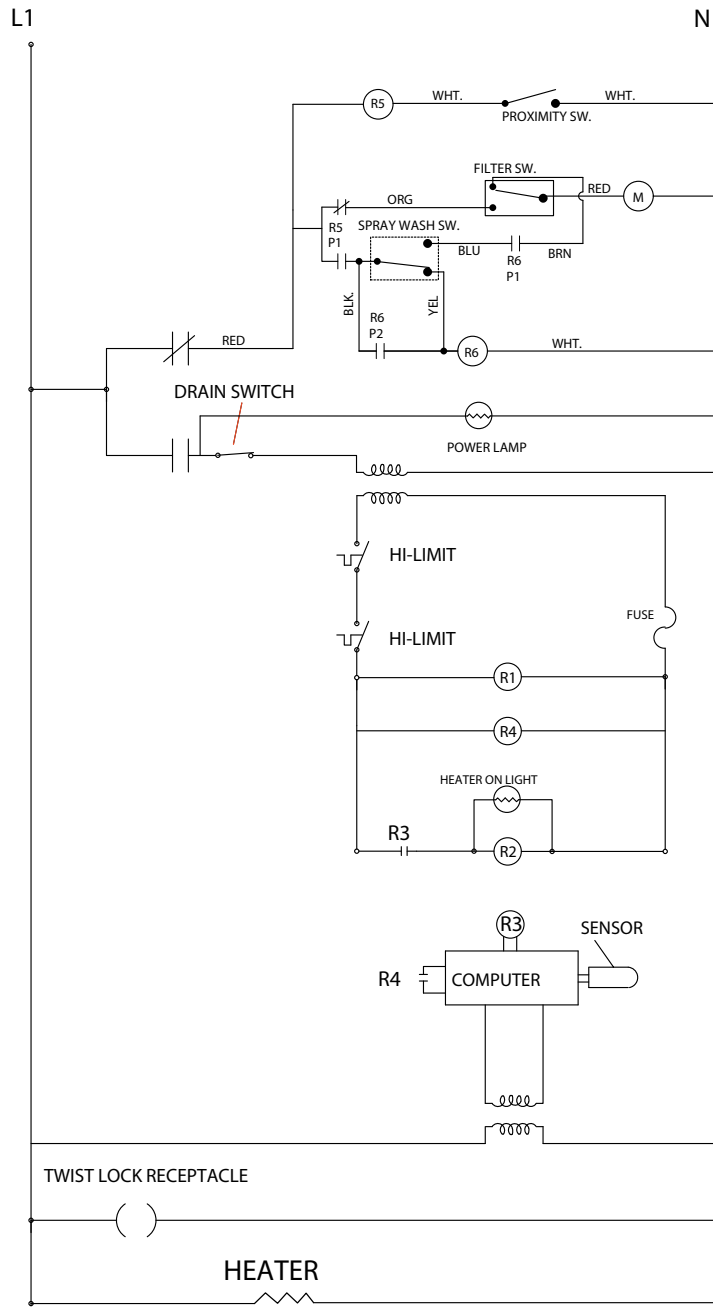 L1
N
R5
WHT.
WHT.
PROXIMITY SW.
FILTER SW.
RED
M
ORG
R5
P1
SPRAY WASH SW.
BLU
R6
P1
BRN
BLK.
YEL
R6
P2
R6
WHT.
RED
DRAIN SWITCH
POWER LAMP
HI-LIMIT
HI-LIMIT
FUSE
R1
R4
HEATER ON LIGHT
R3
R2
R3
SENSOR
R4
COMPUTER
TWIST LOCK RECEPTACLE
HEATER